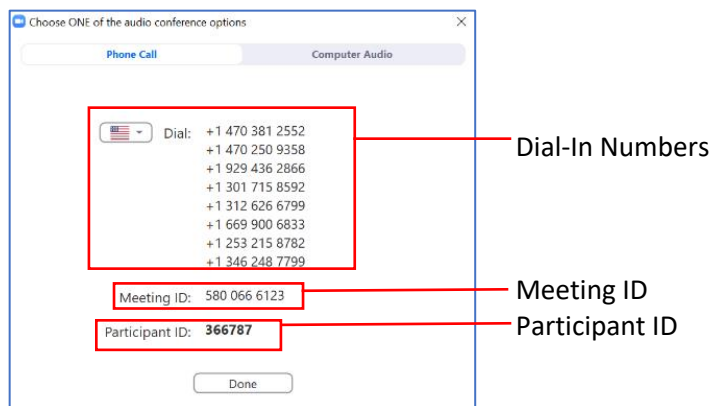 Choose ONE of the audio conference options
Phone Call Computer Audio
Dial: +1 470 381 2552
+1 470 250 9358
+1 929 436 2866
+1 301 715 8592
+1 312 626 6799
+1 669 900 6833
+1 253 215 8782
+1 346 248 7799
Dial-In Numbers
Meeting ID: 580 066 6123
Meeting ID
Participant ID: 366787
Participant ID
Done